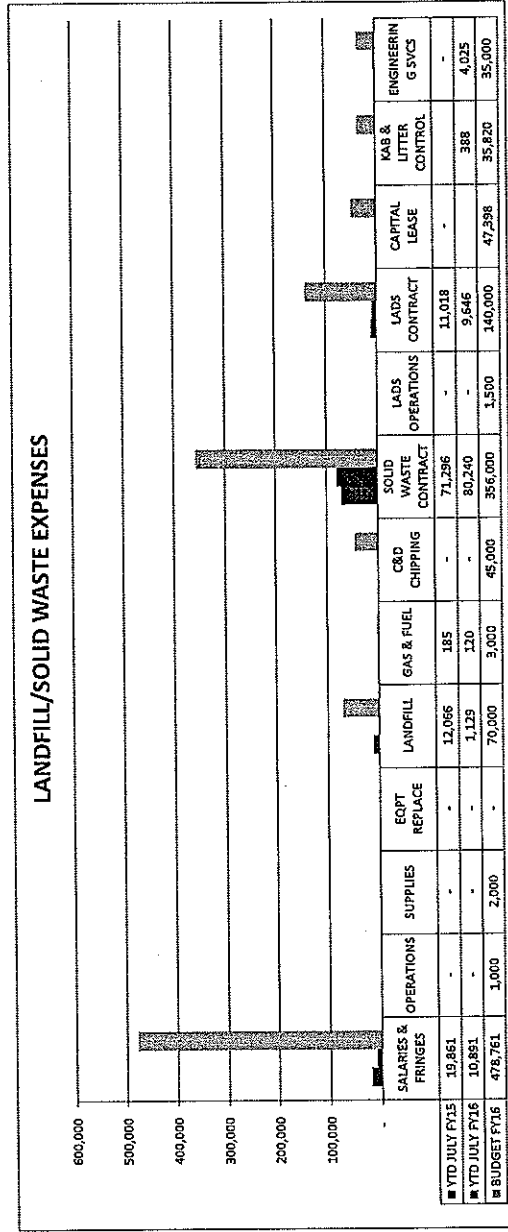 LANDFILL/SOLID WASTE EXPENSES
600,000
500,000
400,000
300,000
200,000
100,000
-
SALARIES & FRINGES OPERATIONS SUPPLIES EQPT REPLACE LANDFILL GAS & FUEL C&D CHIPPING SOLID WASTE CONTRACT LADS OPERATIONS LADS CONTRACT CAPITAL LEASE KAB & LITTER CONTROL ENGINEERIN G SVCS
YTD JULY FY15 19,861 - - - 12,066 185 - 71,296 - 11,018 - -
YTD JULY FY16 10,891 - - - 1,129 120 - 80,240 - 9,646 388 4,025
BUDGET FY16 478,761 1,000 2,000 - 70,000 3,000 45,000 356,000 1,500 140,000 47,398 35,820 35,000